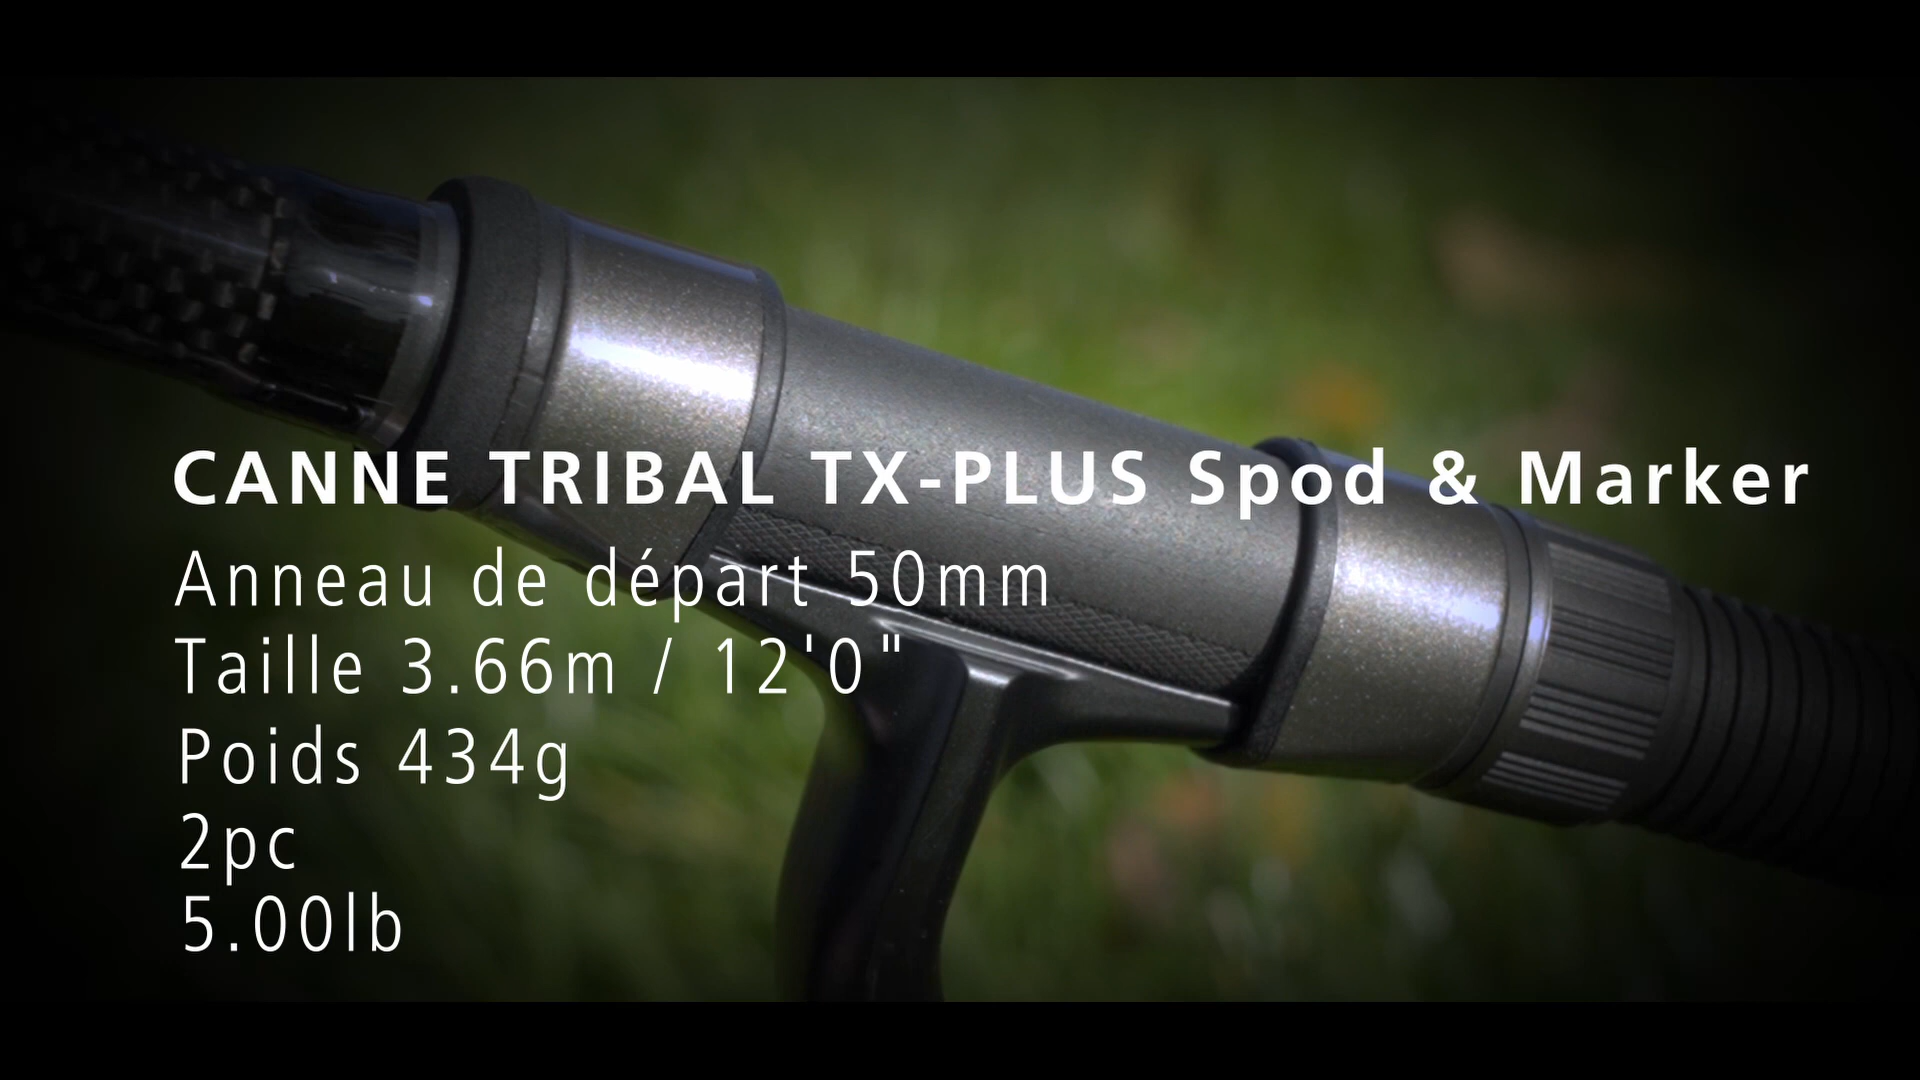 CANNE TRIBAL TX-PLUS Spod & Marker
Anneau de départ 50mm
Taille 3.66m / 12'0"
Poids 434g
2pc
5.00lb